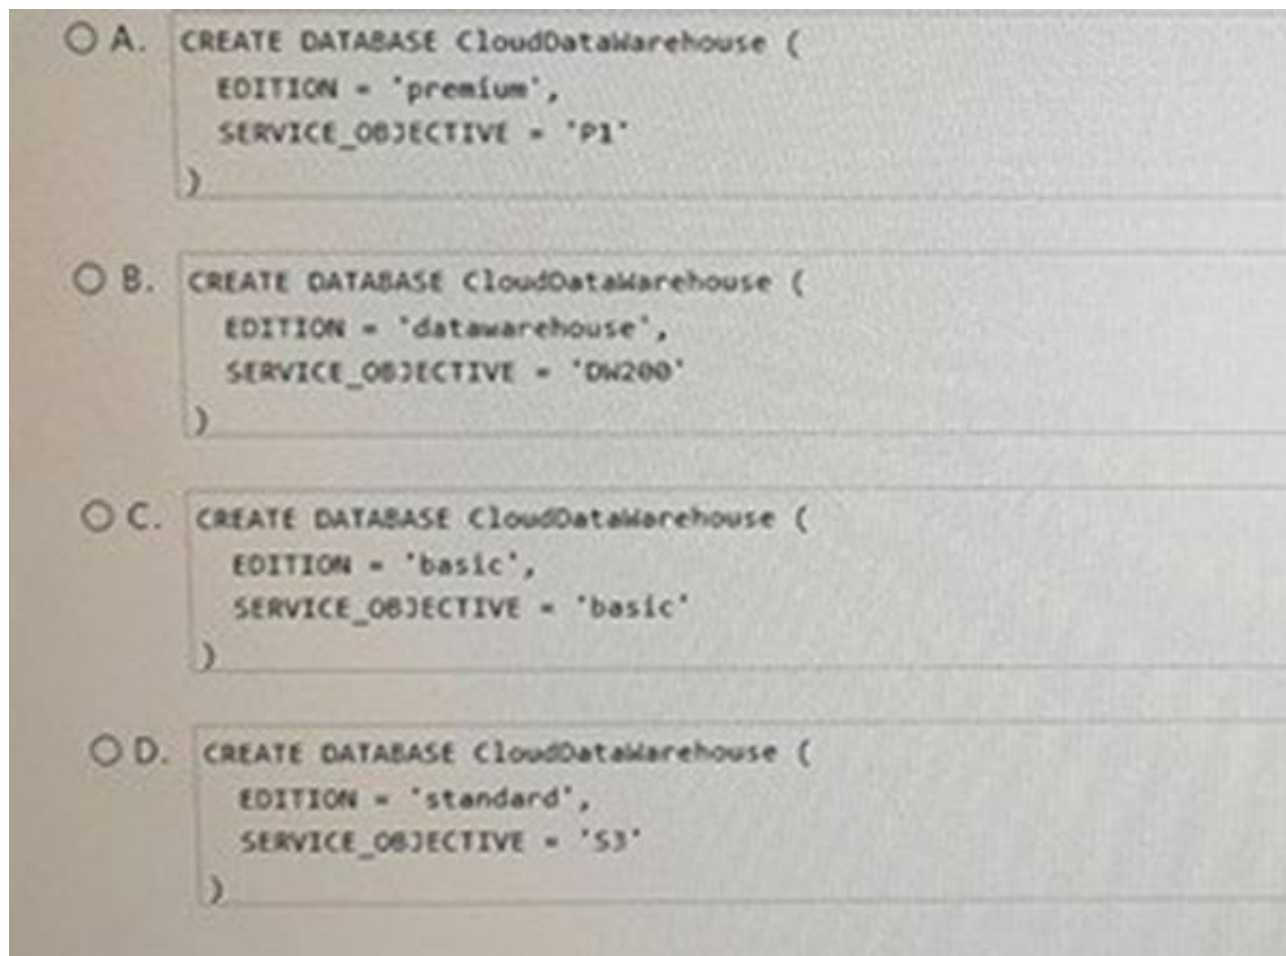 A. CREATE DATABASE CloudDataWarehouse (
EDITION = 'premium',
SERVICE_OBJECTIVE = 'P1'
)
B. CREATE DATABASE CloudDataWarehouse (
EDITION = 'datawarehouse',
SERVICE_OBJECTIVE = 'DW200'
)
C. CREATE DATABASE CloudDataWarehouse (
EDITION = 'basic',
SERVICE_OBJECTIVE = 'basic'
)
D. CREATE DATABASE CloudDataWarehouse (
EDITION = 'standard',
SERVICE_OBJECTIVE = 'S3'
)